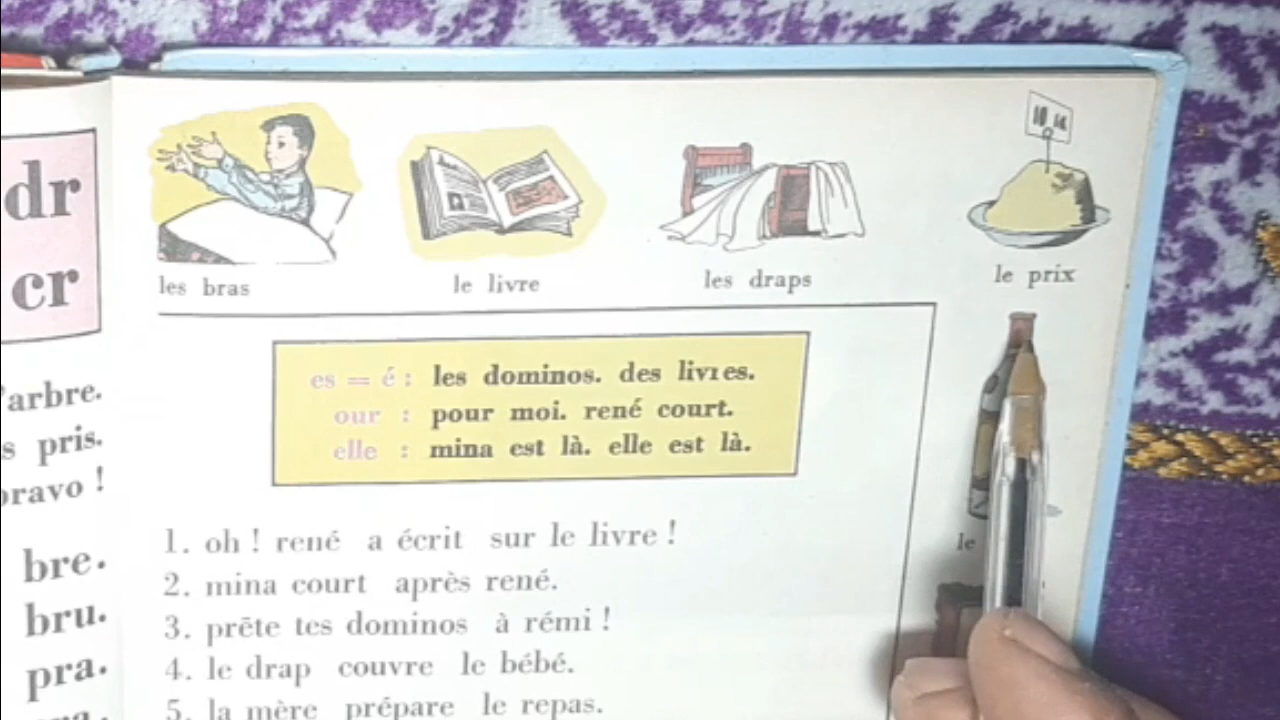 dr
cr
'arbre.
s pris.
bravo !
bre.
bru.
pra.
les bras
le livre
les draps
le prix
es = é : les dominos. des livres.
our : pour moi. rené court.
elle : mina est là. elle est là.
le
1. oh ! rené a écrit sur le livre !
2. mina court après rené.
3. prête tes dominos à rémi !
4. le drap couvre le bébé.
5. la mère prépare le repas.